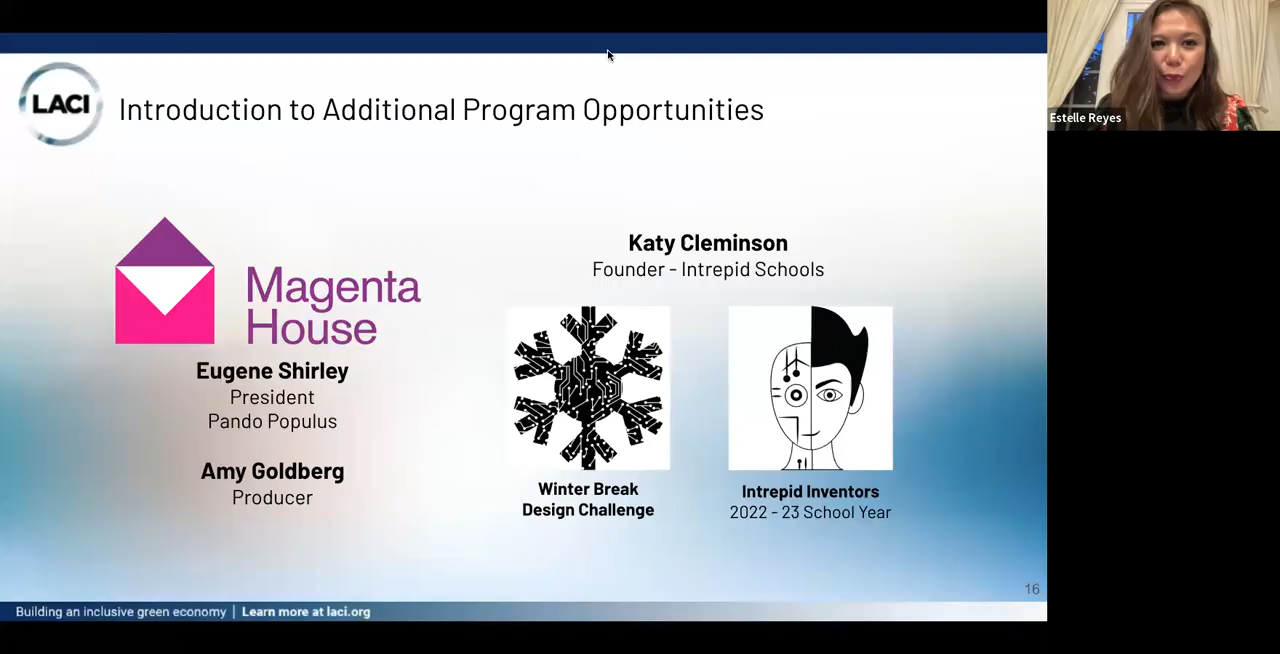 LACI
Introduction to Additional Program Opportunities
Estelle Reyes
Magenta
House
Eugene Shirley
President
Pando Populus
Amy Goldberg
Producer
Katy Cleminson
Founder - Intrepid Schools
Winter Break
Design Challenge
Intrepid Inventors
2022 - 23 School Year
16
Building an inclusive green economy | Learn more at laci.org